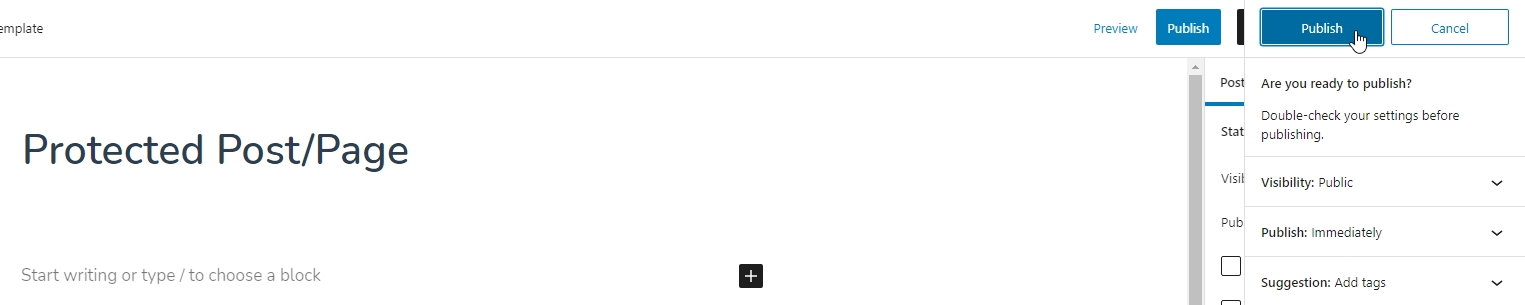 emplate
Preview
Publish
Publish
Cancel
Post
Are you ready to publish?
Protected Post/Page
Double-check your settings before
publishing.
Stat
Visib
Visibility: Public
Pub
Publish: Immediately
Start writing or type / to choose a block
Suggestion: Add tags